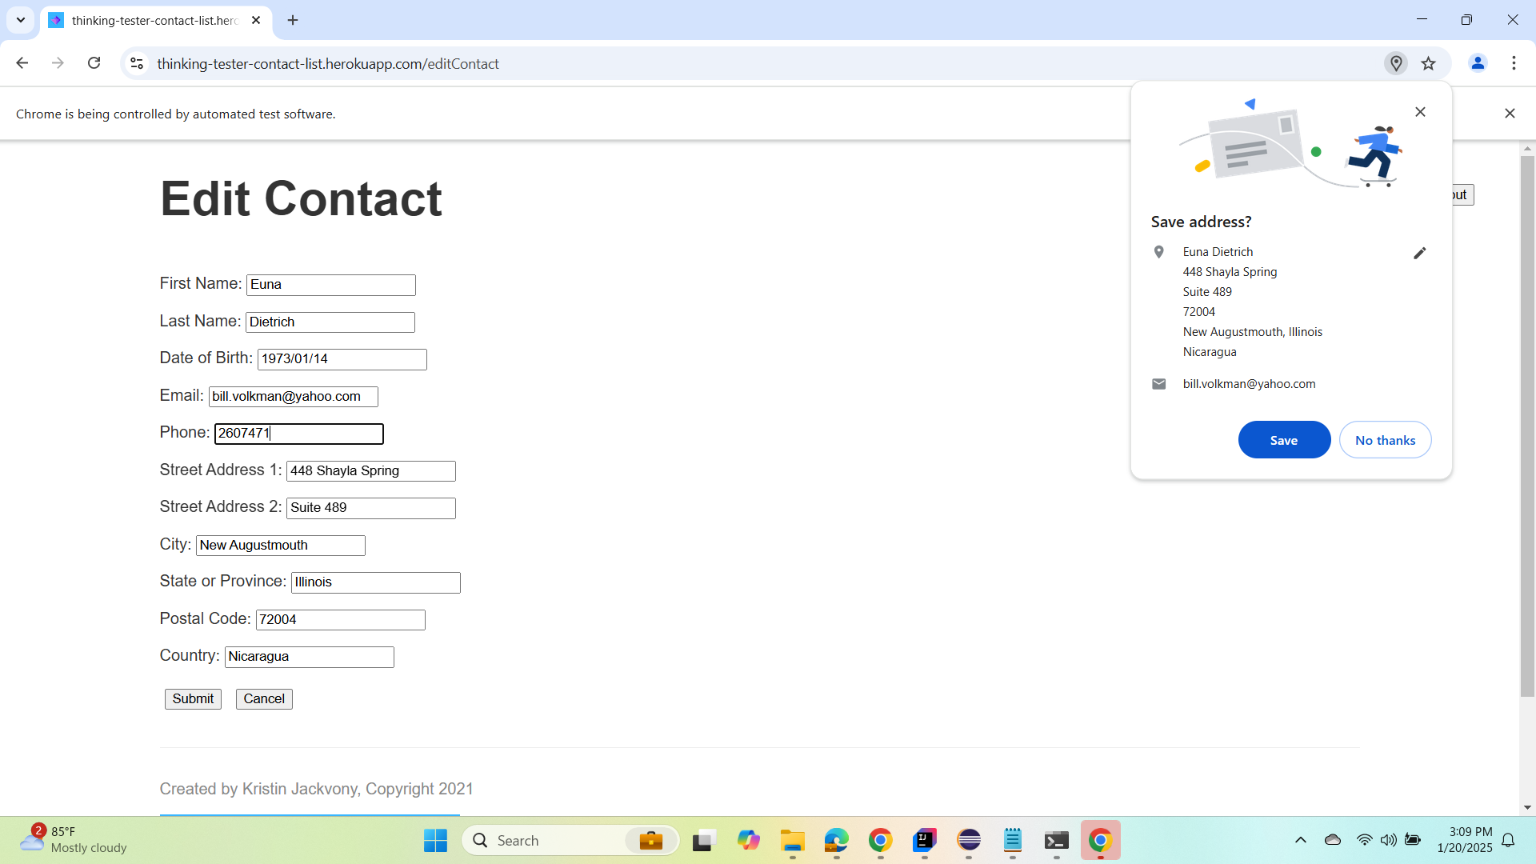 thinking-tester-contact-list.herc
thinking-tester-contact-list.herokuapp.com/editContact
Chrome is being controlled by automated test software.
Edit Contact
out
First Name: Euna
Last Name: Dietrich
Date of Birth: 1973/01/14
Email: bill.volkman@yahoo.com
Phone: 2607471
Street Address 1: 448 Shayla Spring
Street Address 2: Suite 489
City: New Augustmouth
State or Province: Illinois
Postal Code: 72004
Country: Nicaragua
Submit Cancel
Created by Kristin Jackvony, Copyright 2021
Save address?
Euna Dietrich
448 Shayla Spring
Suite 489
72004
New Augustmouth, Illinois
Nicaragua
bill.volkman@yahoo.com
Save No thanks
2
85°F
Mostly cloudy
Search
3:09 PM
1/20/2025